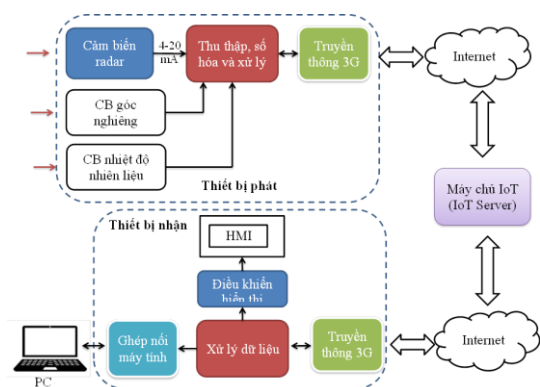 Cảm biến
radar
4-20
mA
Thu thập, số
hóa và xử lý
Truyền
thông 3G
Internet
CB góc
nghiêng
CB nhiệt độ
nhiên liệu
Thiết bị phát
Máy chủ IoT
(IoT Server)
Thiết bị nhận
HMI
Điều khiển
hiển thị
Ghép nối
máy tính
Xử lý dữ liệu
Truyền
thông 3G
Internet
PC